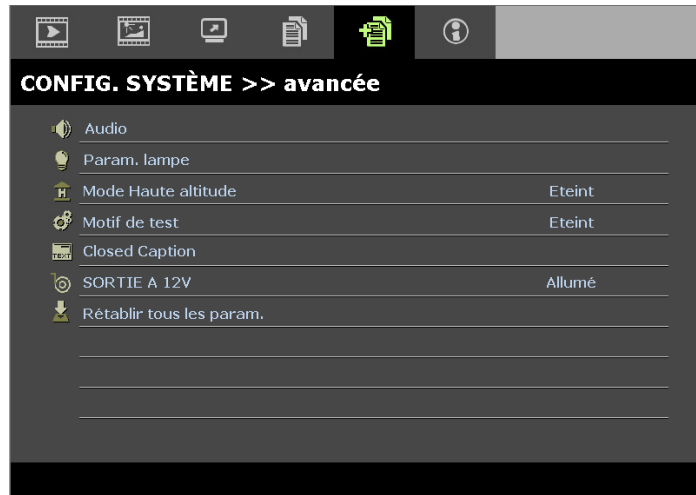 CONFIG. SYSTÈME >> avancée
Audio
Param. lampe
H Mode Haute altitude Eteint
Motif de test Eteint
TEXT Closed Caption
SORTIE A 12V Allumé
Rétablir tous les param.